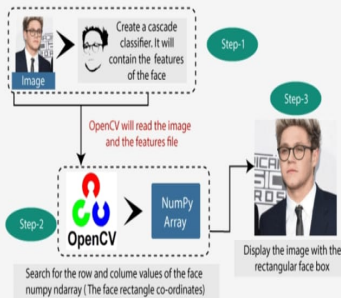 Create a cascade
classifier. It will
contain the features
of the face
Image
Step-1
OpenCV will read the image
and the features file
Step-3
Step-2
OpenCV
NumPy
Array
Search for the row and colume values of the face
numpy ndarray ( The face rectangle co-ordinates)
Display the image with the
rectangular face box